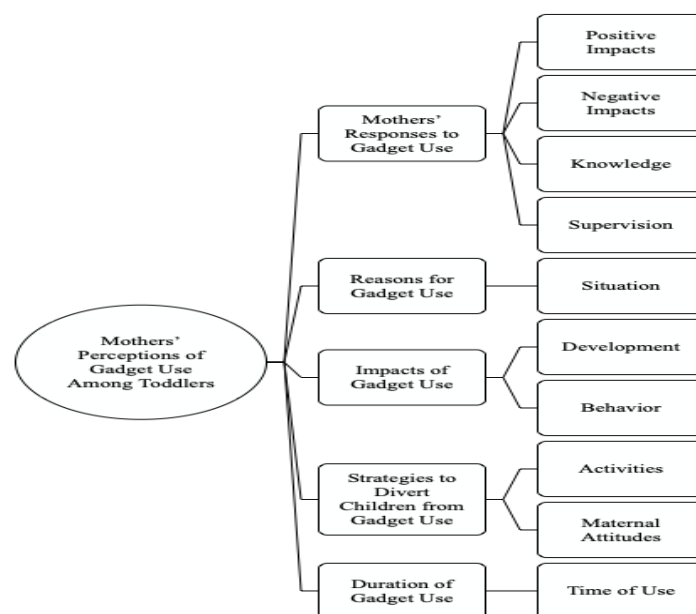 Mothers'
Perceptions of
Gadget Use
Among Toddlers
Mothers'
Responses to
Gadget Use
Positive
Impacts
Negative
Impacts
Knowledge
Supervision
Reasons for
Gadget Use
Situation
Impacts of
Gadget Use
Development
Behavior
Strategies to
Divert
Children from
Gadget Use
Activities
Maternal
Attitudes
Duration of
Gadget Use
Time of Use